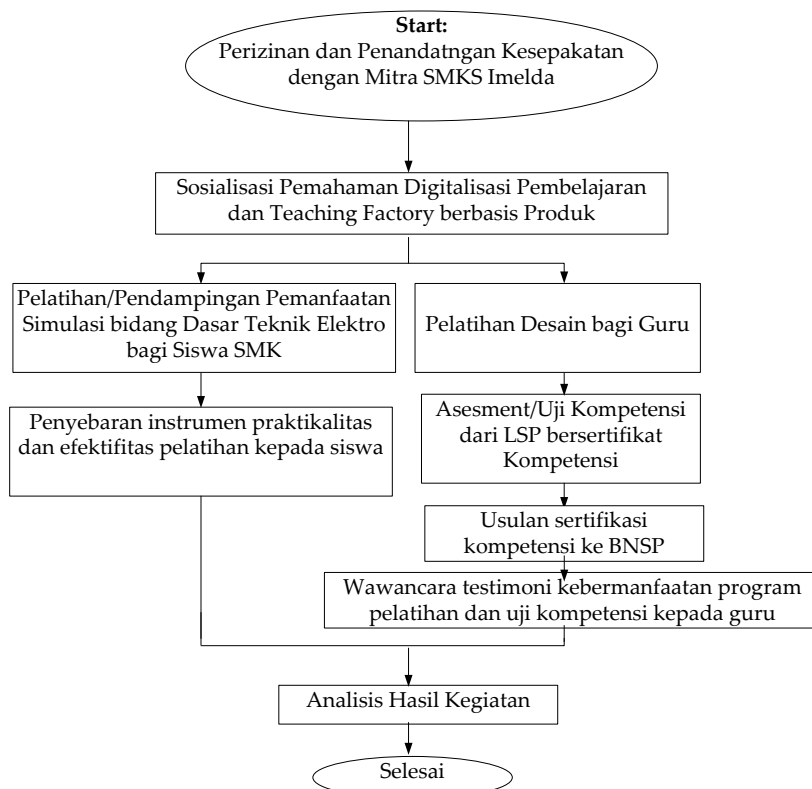 Start:
Perizinan dan Penandatngan Kesepakatan
dengan Mitra SMKS Imelda
Sosialisasi Pemahaman Digitalisasi Pembelajaran
dan Teaching Factory berbasis Produk
Pelatihan/Pendampingan Pemanfaatan
Simulasi bidang Dasar Teknik Elektro
bagi Siswa SMK
Penyebaran instrumen praktikalitas
dan efektifitas pelatihan kepada siswa
Pelatihan Desain bagi Guru
Asesment/Uji Kompetensi
dari LSP bersertifikat
Kompetensi
Usulan sertifikasi
kompetensi ke BNSP
Wawancara testimoni kebermanfaatan program
pelatihan dan uji kompetensi kepada guru
Analisis Hasil Kegiatan
Selesai